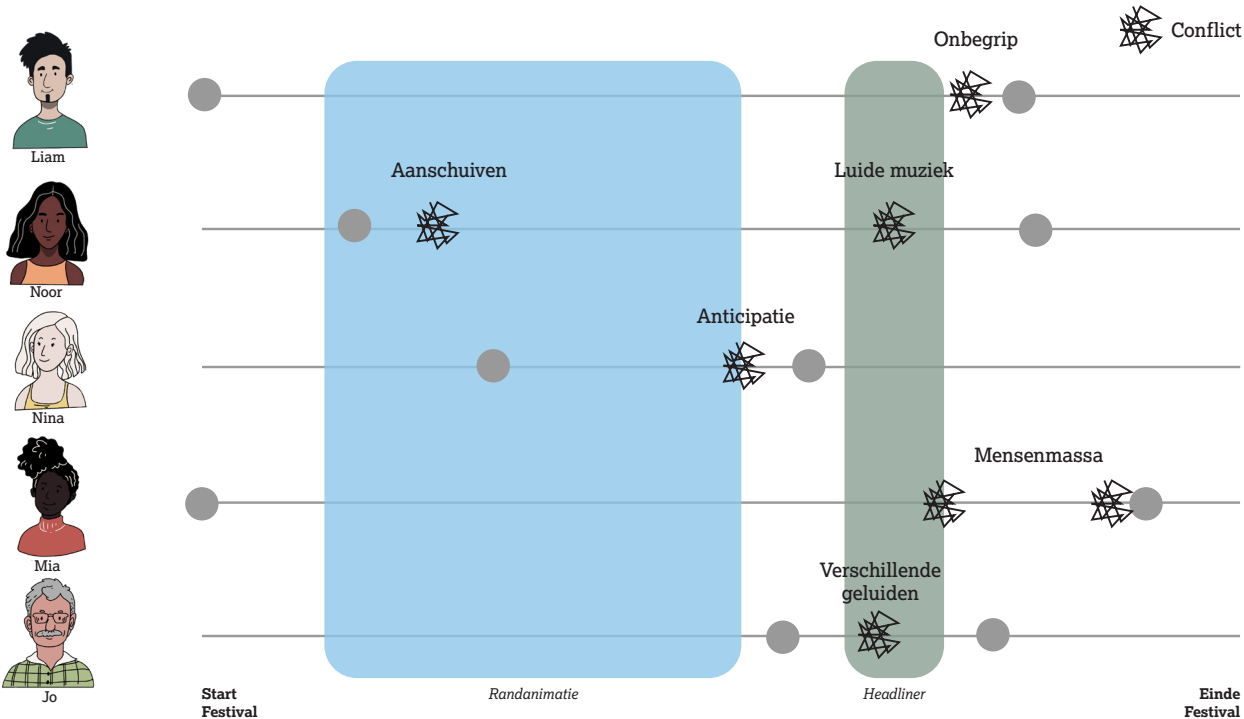 Conflict
Onbegrip
Liam
Aanschuiven
Luide muziek
Noor
Anticipatie
Nina
Mensenmassa
Mia
Verschillende
geluiden
Jo
Start
Festival
Randanimatie
Headliner
Einde
Festival